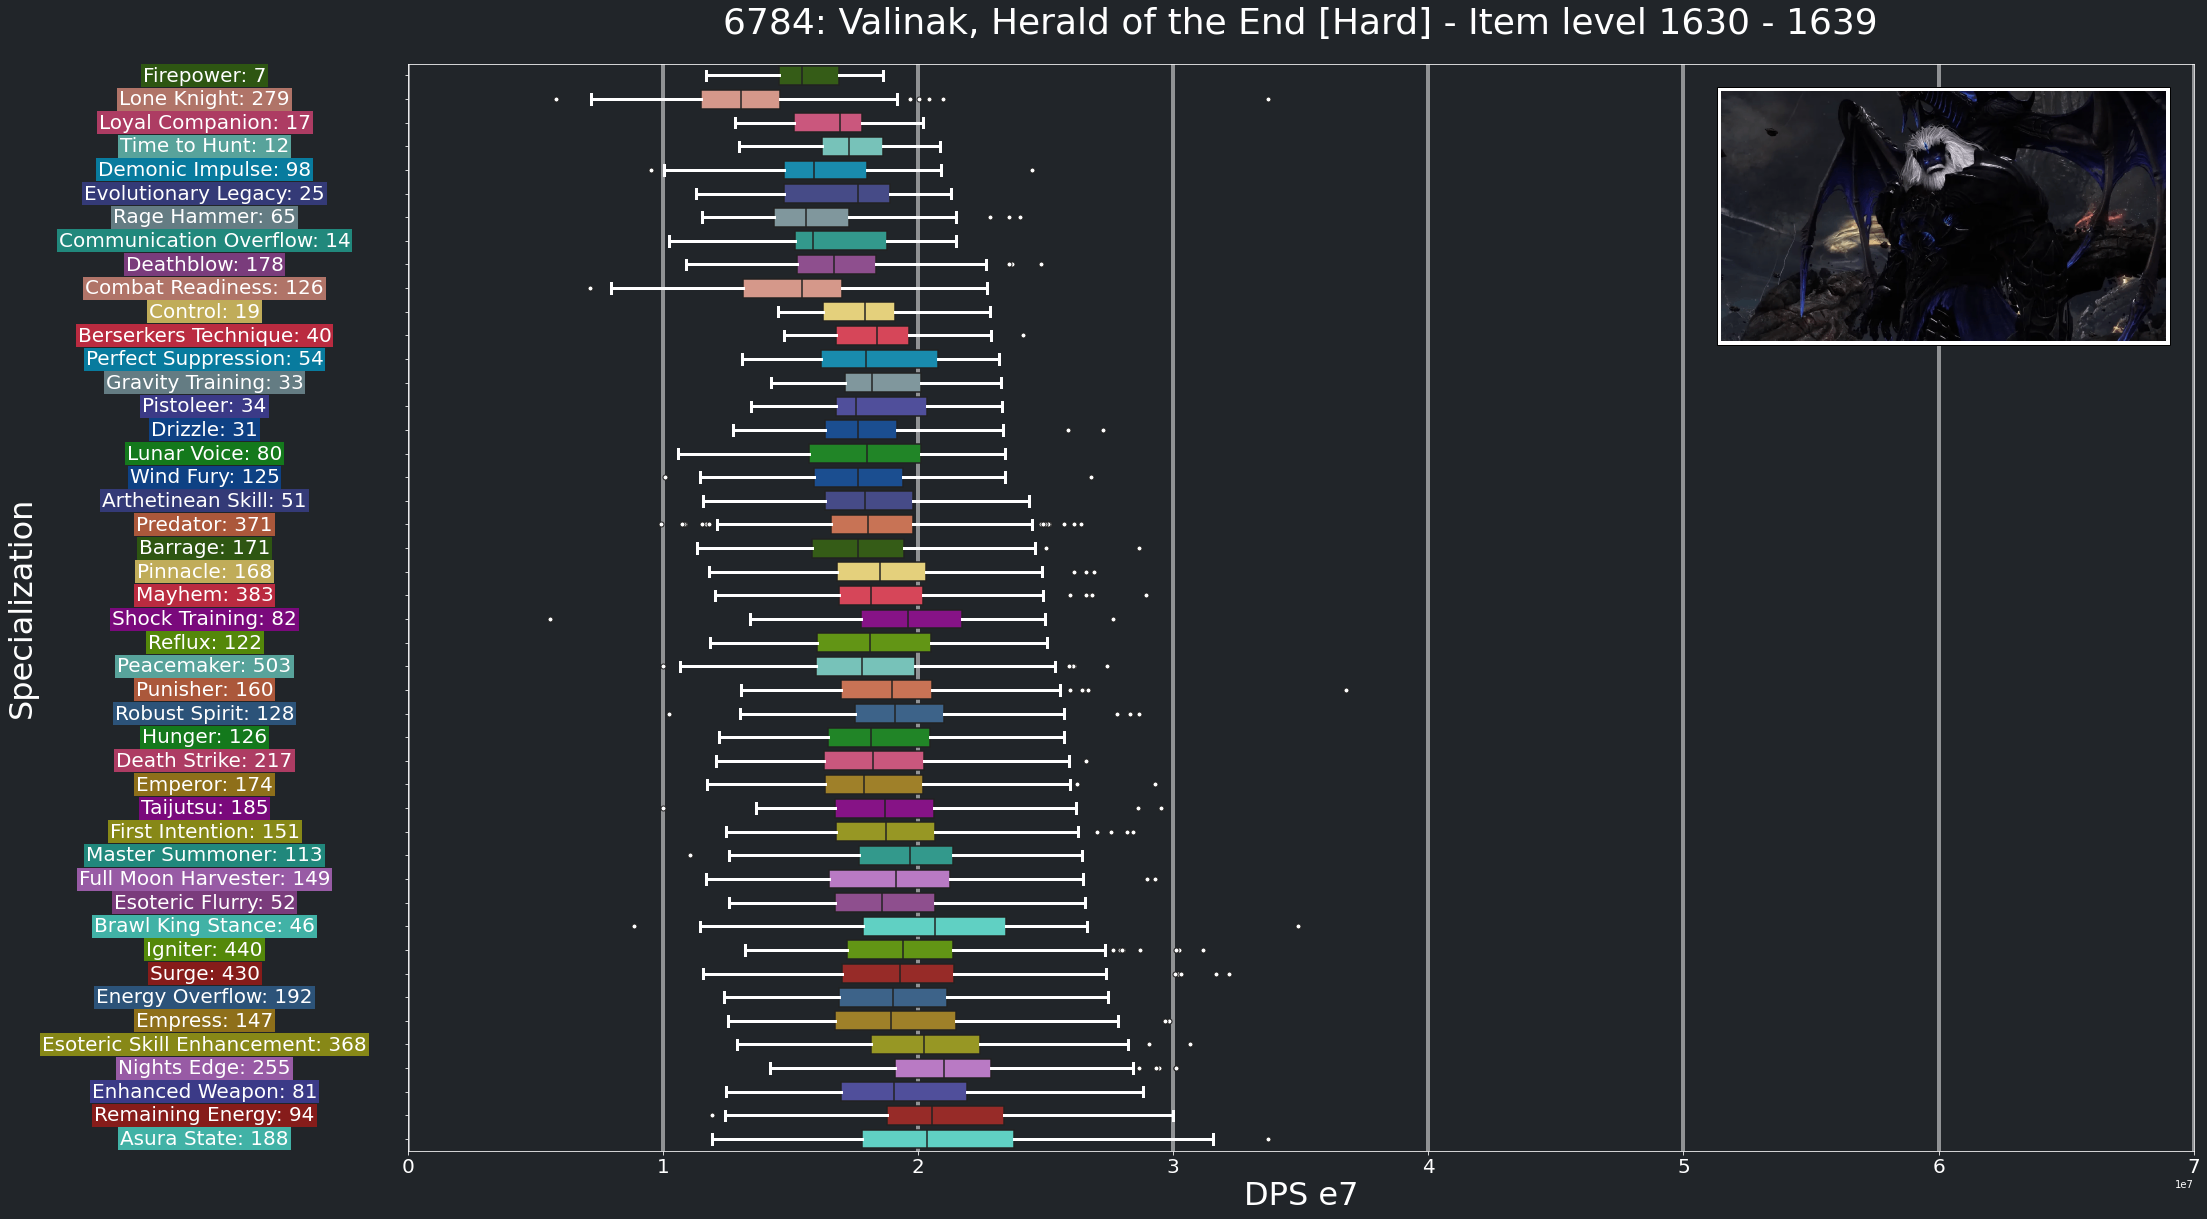 6784: Valinak, Herald of the End [Hard] - Item level 1630 - 1639
Firepower: 7
Lone Knight: 279
Loyal Companion: 17
Time to Hunt: 12
Demonic Impulse: 98
Evolutionary Legacy: 25
Rage Hammer: 65
Communication Overflow: 14
Deathblow: 178
Combat Readiness: 126
Control: 19
Berserkers Technique: 40
Perfect Suppression: 54
Gravity Training: 33
Pistoleer: 34
Drizzle: 31
Lunar Voice: 80
Wind Fury: 125
Arthetinean Skill: 51
Predator: 371
Barrage: 171
Pinnacle: 168
Mayhem: 383
Shock Training: 82
Reflux: 122
Peacemaker: 503
Punisher: 160
Robust Spirit: 128
Hunger: 126
Death Strike: 217
Emperor: 174
Taijutsu: 185
First Intention: 151
Master Summoner: 113
Full Moon Harvester: 149
Esoteric Flurry: 52
Brawl King Stance: 46
Igniter: 440
Surge: 430
Energy Overflow: 192
Empress: 147
Esoteric Skill Enhancement: 368
Nights Edge: 255
Enhanced Weapon: 81
Remaining Energy: 94
Asura State: 188
Specialization
0 1 2 3 4 5 6 7
1e7
DPS e7